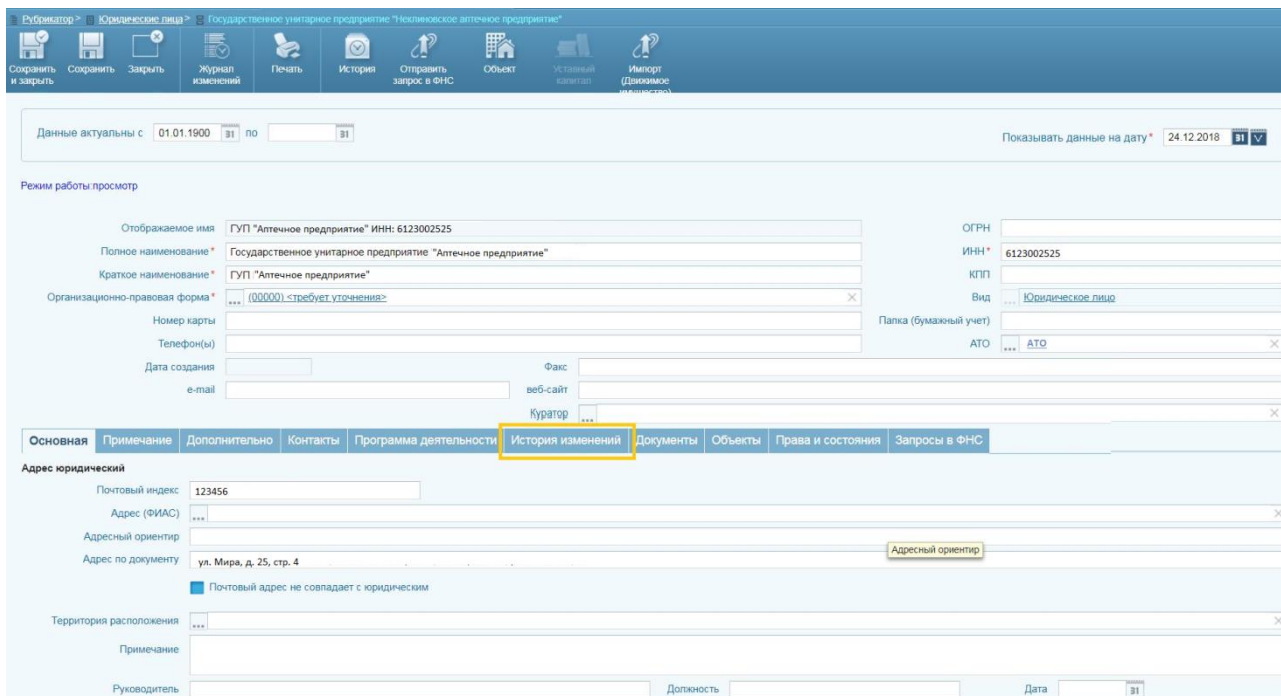 Рубрикатор > Юридические лица > Государственное унитарное предприятие "Неклиновское аптечное предприятие"
Сохранить и закрыть
Сохранить
Закрыть
Журнал изменений
Печать
История
Отправить запрос в ФНС
Объект
Уставный капитал
Импорт (Движимое имущество)
Данные актуальны с 01.01.1900 31 по 31
Показывать данные на дату* 24.12.2018 31
Режим работы:просмотр
Отображаемое имя ГУП "Аптечное предприятие" ИНН: 6123002525 ОГРН
Полное наименование* Государственное унитарное предприятие "Аптечное предприятие" ИНН* 6123002525
Краткое наименование* ГУП "Аптечное предприятие" КПП
Организационно-правовая форма* ... (00000) <требует уточнения> Вид ... Юридическое лицо
Номер карты Папка (бумажный учет)
Телефон(ы) АТО ... АТО
Дата создания Факс
e-mail веб-сайт
Куратор ...
Основная Примечание Дополнительно Контакты Программа деятельности История изменений Документы Объекты Права и состояния Запросы в ФНС
Адрес юридический
Почтовый индекс 123456
Адрес (ФИАС) ...
Адресный ориентир
Адресный ориентир
Адрес по документу ул. Мира, д. 25, стр. 4
Почтовый адрес не совпадает с юридическим
Территория расположения ...
Примечание
Руководитель Должность Дата 31